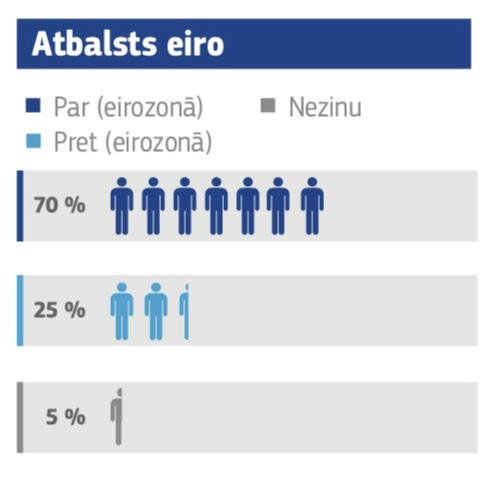 Atbalsts eiro
Par (eirozonā)
Nezinu
Pret (eirozonā)
70 %
25 %
5 %